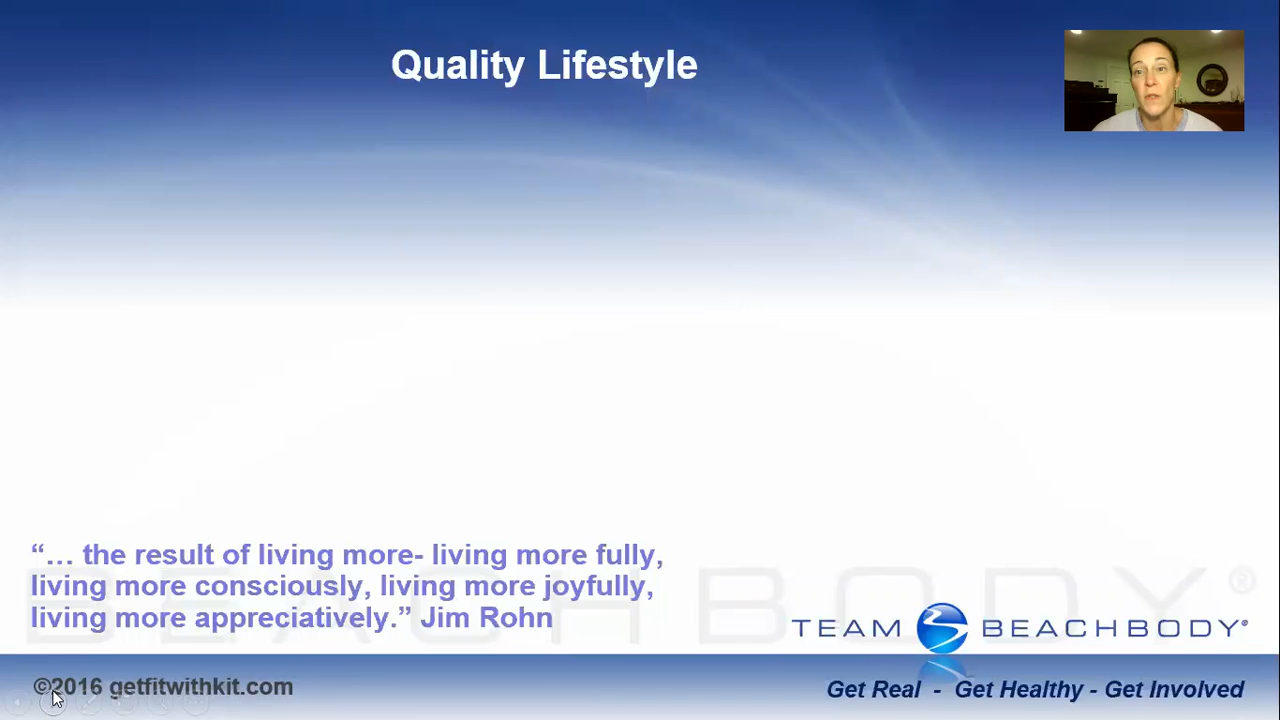 Quality Lifestyle
“... the result of living more- living more fully,
living more consciously, living more joyfully,
living more appreciatively.” Jim Rohn
BEACHBODY®
TEAM BEACHBODY®
©2016 getfitwithkit.com
Get Real - Get Healthy - Get Involved